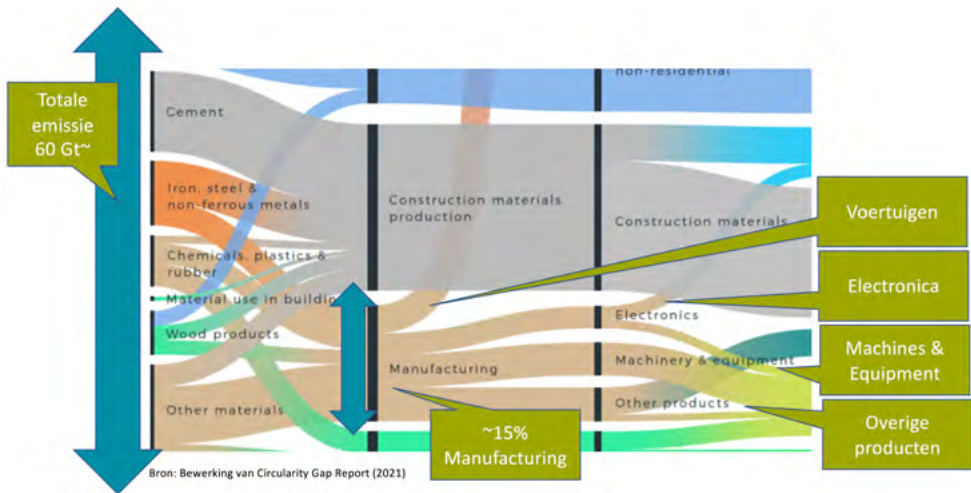 Totale
emissie
60 Gt~
Cement
Iron, steel &
non-ferrous metals
Chemicals, plastics &
rubber
Material use in buildin
Wood products
Other materials
Construction materials
production
Manufacturing
~15%
Manufacturing
non-residential
Construction materials
Electronics
Machinery & equipment
Other products
Voertuigen
Electronica
Machines &
Equipment
Overige
producten
Bron: Bewerking van Circularity Gap Report (2021)